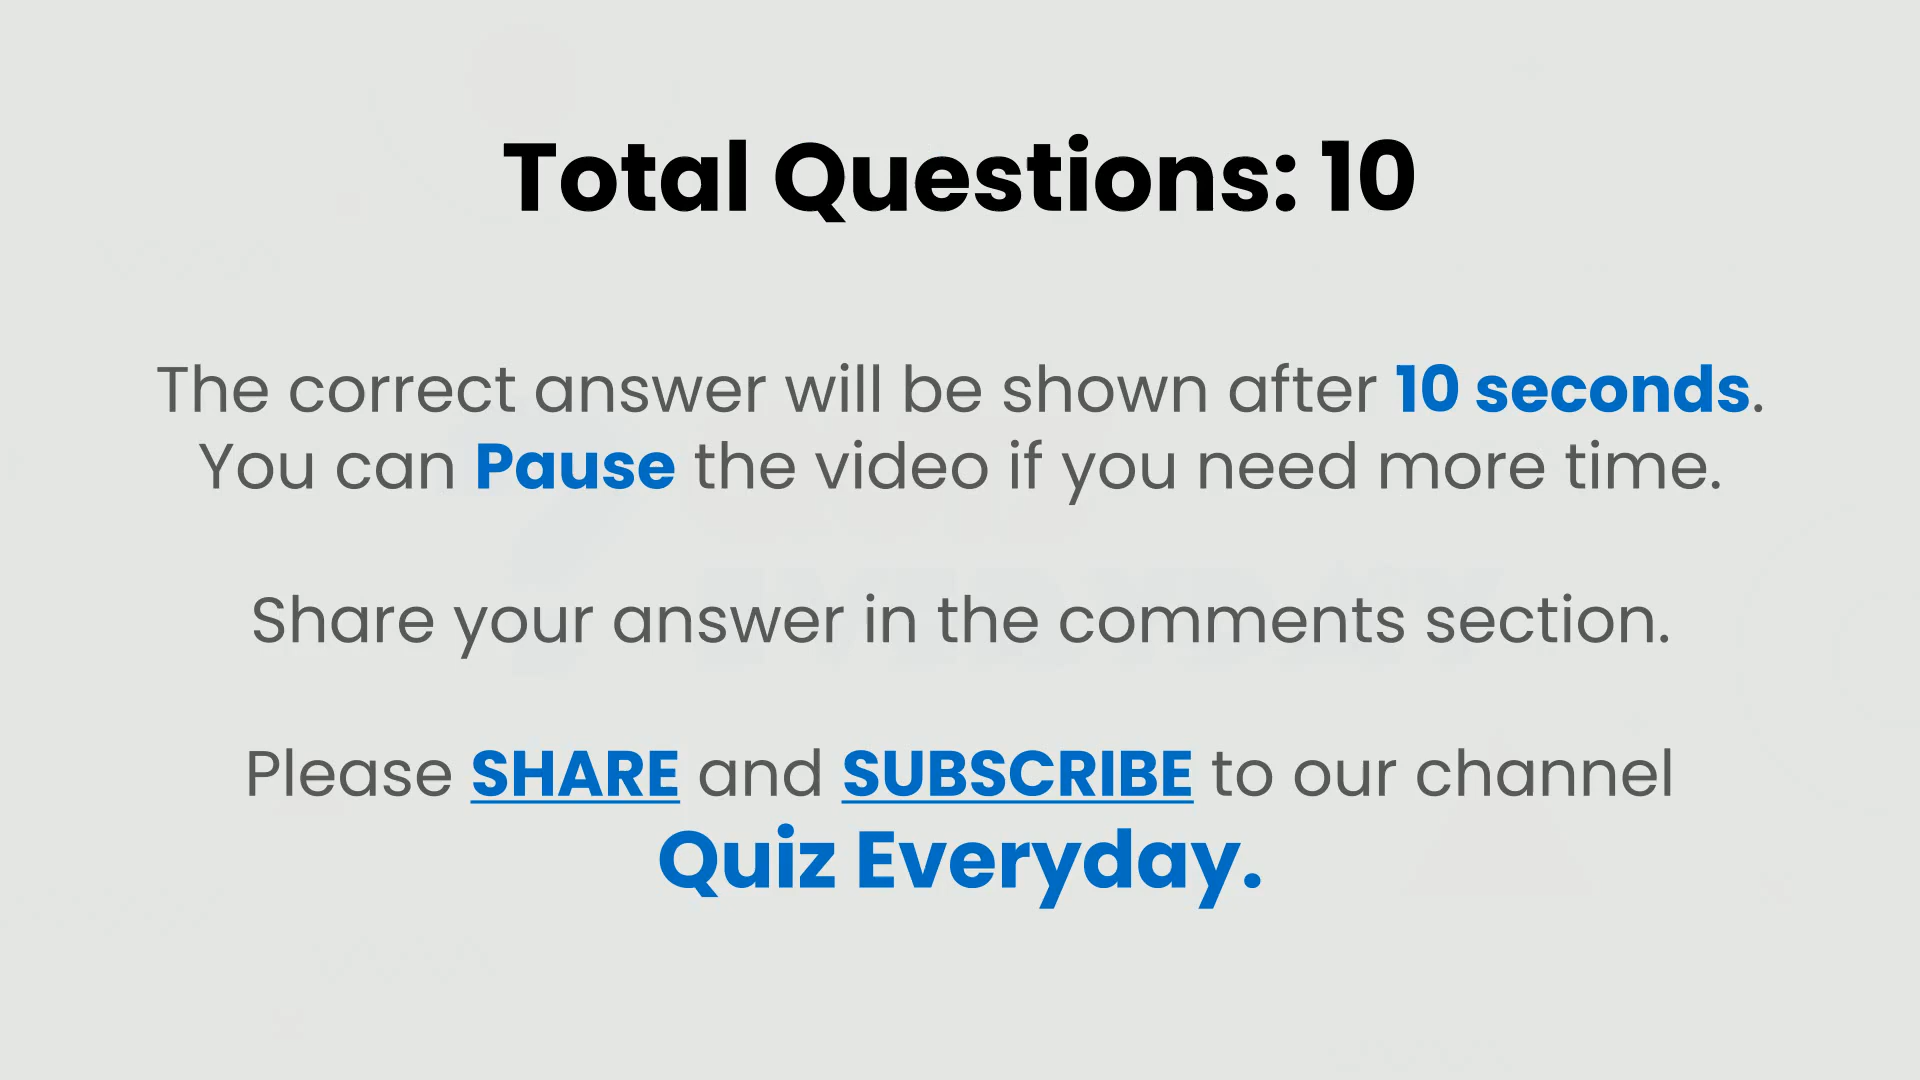 Total Questions: 10
The correct answer will be shown after 10 seconds.
You can Pause the video if you need more time.
Share your answer in the comments section.
Please SHARE and SUBSCRIBE to our channel
Quiz Everyday.